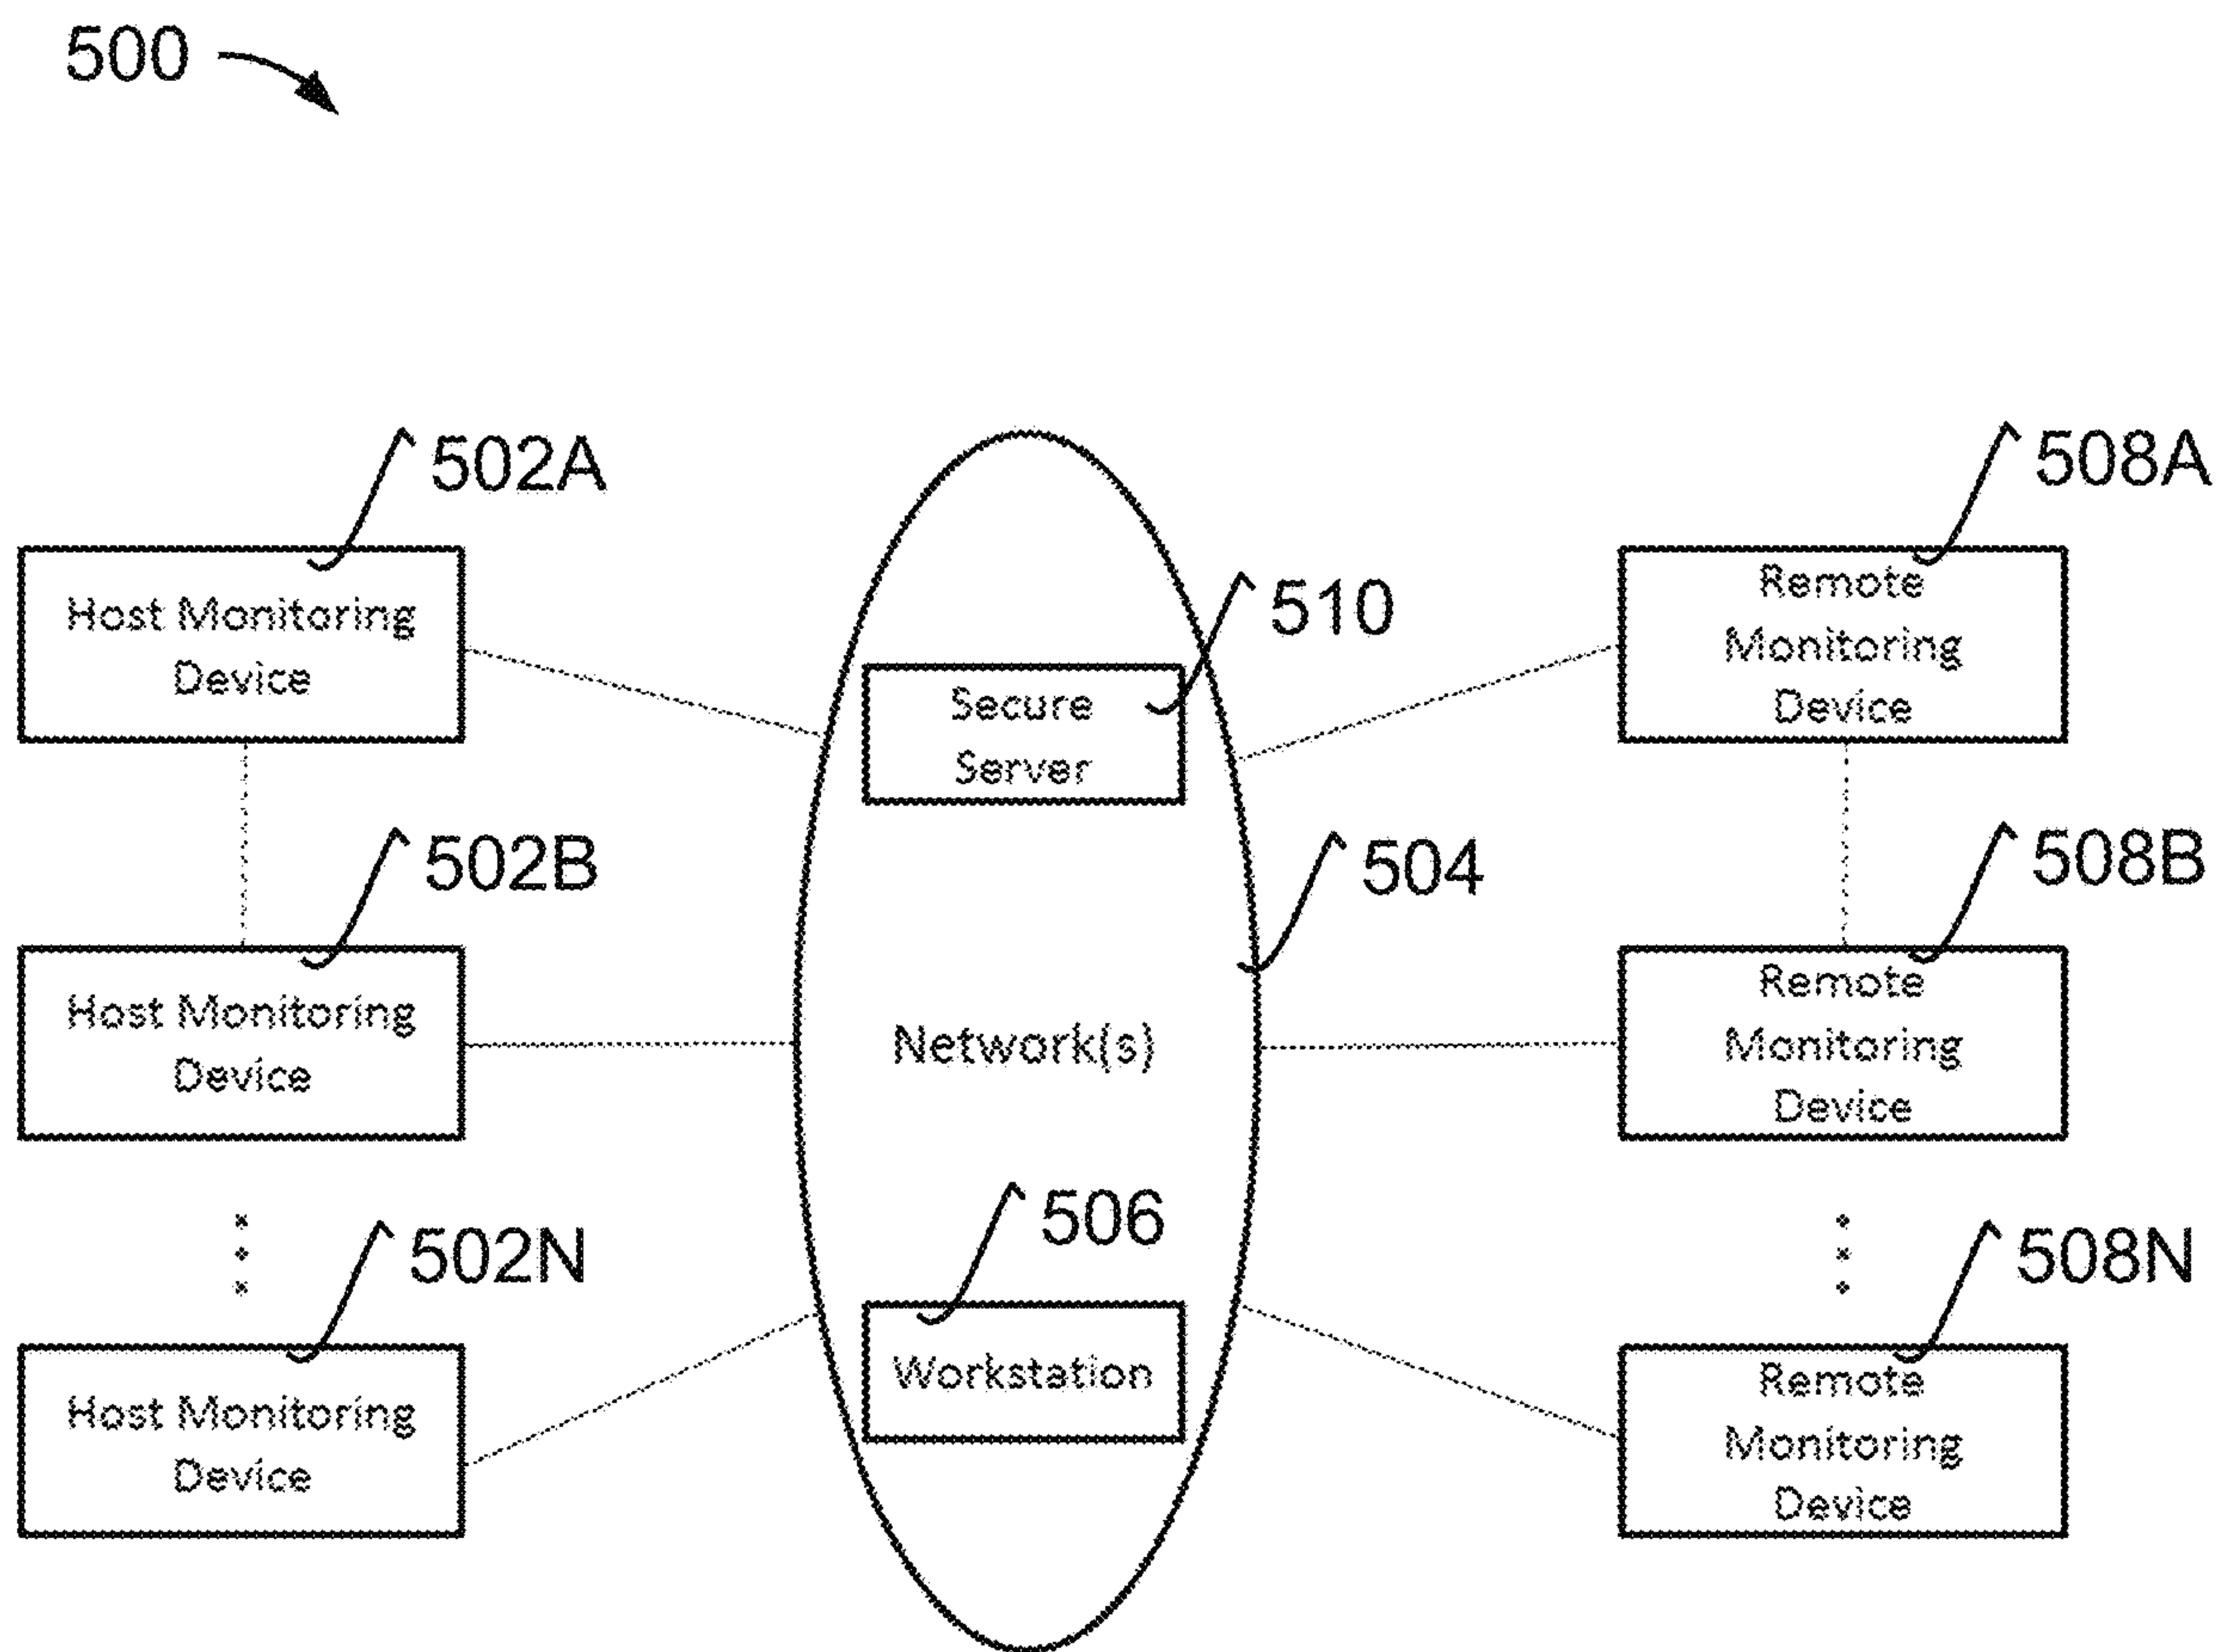 500
502A
508A
Host Monitoring
Device
510
Secure
Server
Remote
Monitoring
Device
502B
504
508B
Host Monitoring
Device
Network(s)
Remote
Monitoring
Device
506
502N
508N
Host Monitoring
Device
Workstation
Remote
Monitoring
Device